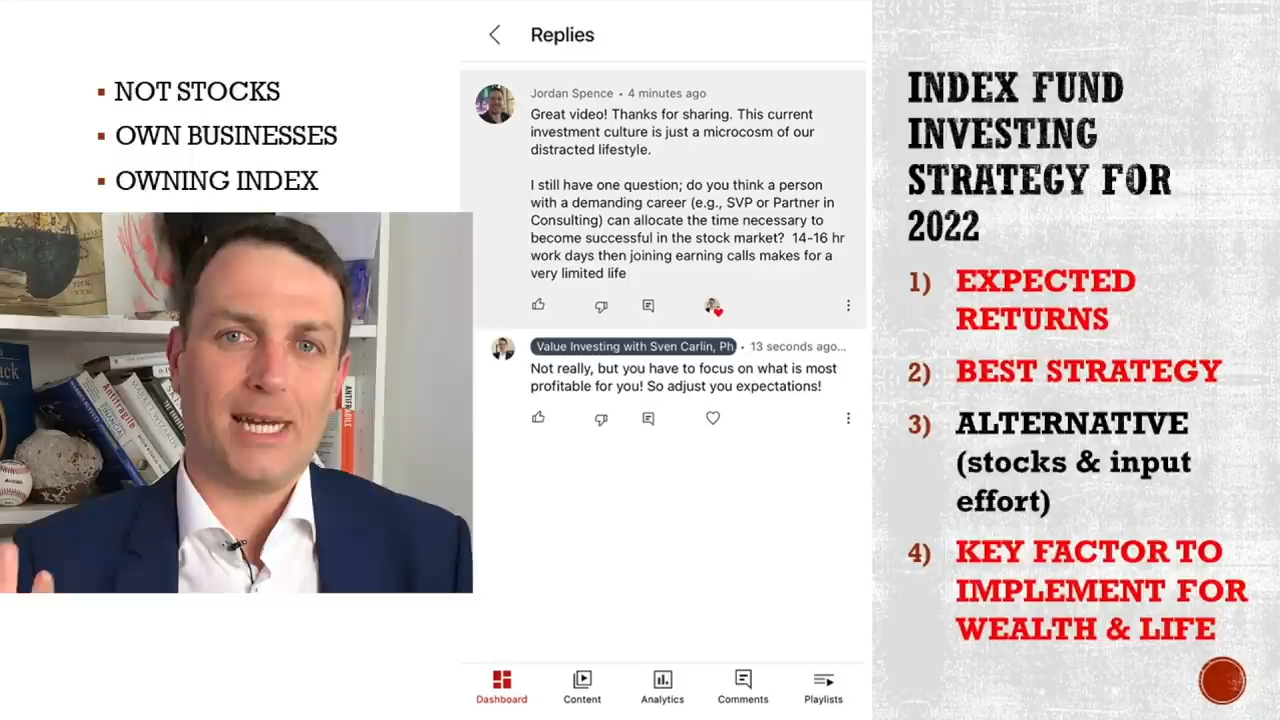 NOT STOCKS
OWN BUSINESSES
OWNING INDEX
Replies
Jordan Spence • 4 minutes ago
Great video! Thanks for sharing. This current
investment culture is just a microcosm of our
distracted lifestyle.
I still have one question; do you think a person
with a demanding career (e.g., SVP or Partner in
Consulting) can allocate the time necessary to
become successful in the stock market? 14-16 hr
work days then joining earning calls makes for a
very limited life
Value Investing with Sven Carlin, Ph • 13 seconds ago...
Not really, but you have to focus on what is most
profitable for you! So adjust you expectations!
Dashboard
Content
Analytics
Comments
Playlists
INDEX FUND
INVESTING
STRATEGY FOR
2022
1) EXPECTED
RETURNS
2) BEST STRATEGY
3) ALTERNATIVE
(stocks & input
effort)
4) KEY FACTOR TO
IMPLEMENT FOR
WEALTH & LIFE
Antifragile
ANTIFRAGILE